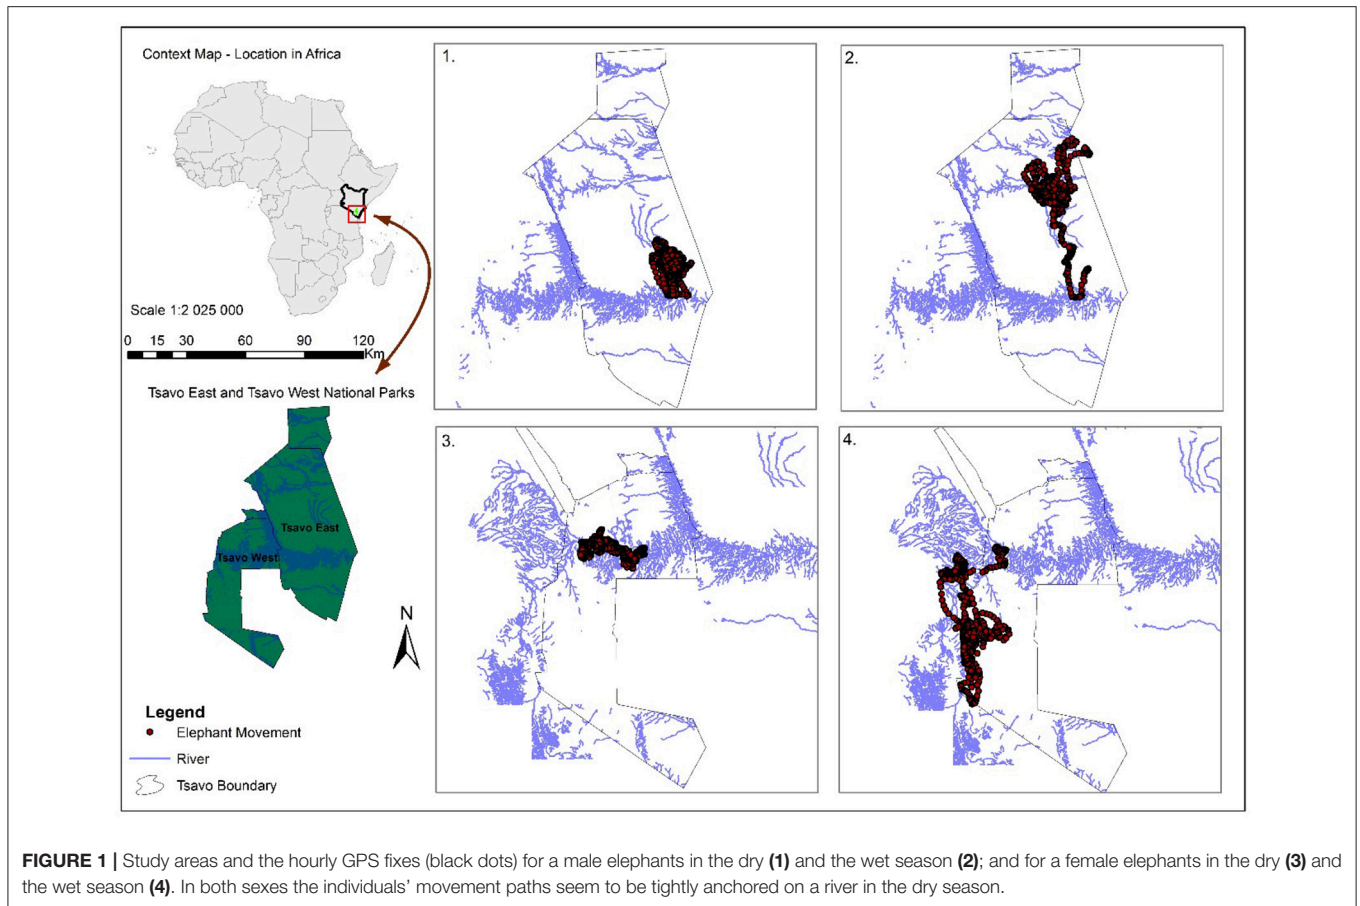 Context Map - Location in Africa
Scale 1:2 025 000
0 15 30 60 90 120
Km
Tsavo East and Tsavo West National Parks
Tsavo East
Tsavo West
N
Legend
Elephant Movement
River
Tsavo Boundary
1.
2.
3.
4.
FIGURE 1 | Study areas and the hourly GPS fixes (black dots) for a male elephants in the dry (1) and the wet season (2); and for a female elephants in the dry (3) and
the wet season (4). In both sexes the individuals' movement paths seem to be tightly anchored on a river in the dry season.